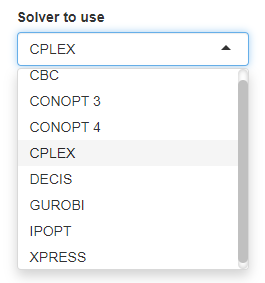 Solver to use
CPLEX
CBC
CONOPT 3
CONOPT 4
CPLEX
DECIS
GUROBI
IPOPT
XPRESS